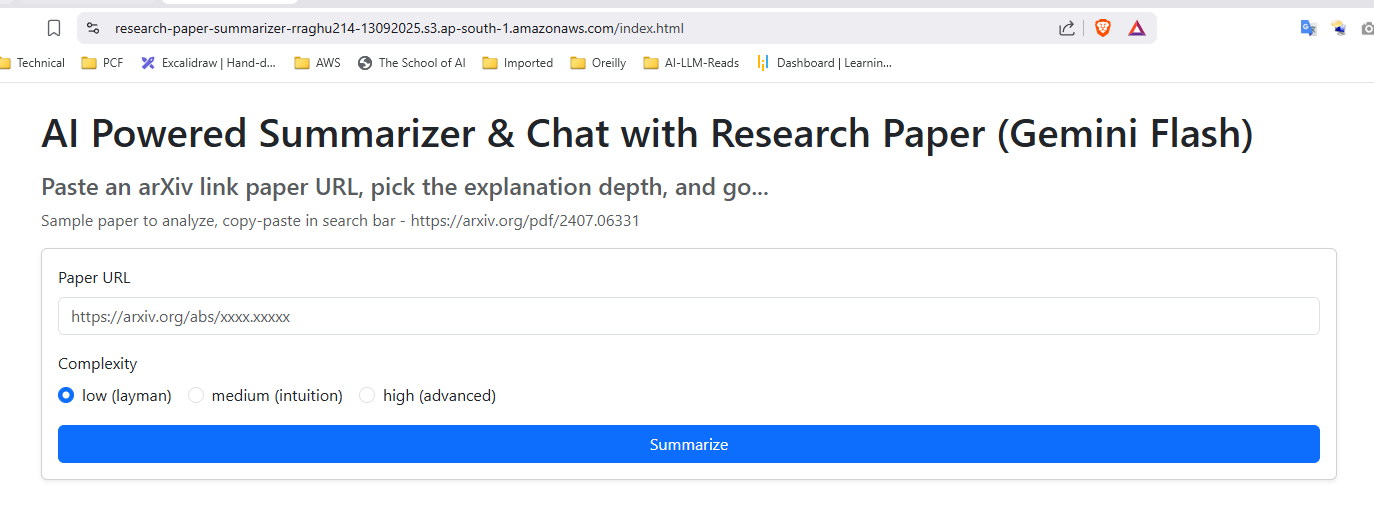 research-paper-summarizer-rraghu214-13092025.s3.ap-south-1.amazonaws.com/index.html
Technical PCF Excalidraw | Hand-d... AWS The School of AI Imported Oreilly AI-LLM-Reads Dashboard | Learnin...
AI Powered Summarizer & Chat with Research Paper (Gemini Flash)
Paste an arXiv link paper URL, pick the explanation depth, and go...
Sample paper to analyze, copy-paste in search bar - https://arxiv.org/pdf/2407.06331
Paper URL
https://arxiv.org/abs/xxxx.xxxxx
Complexity
low (layman) medium (intuition) high (advanced)
Summarize